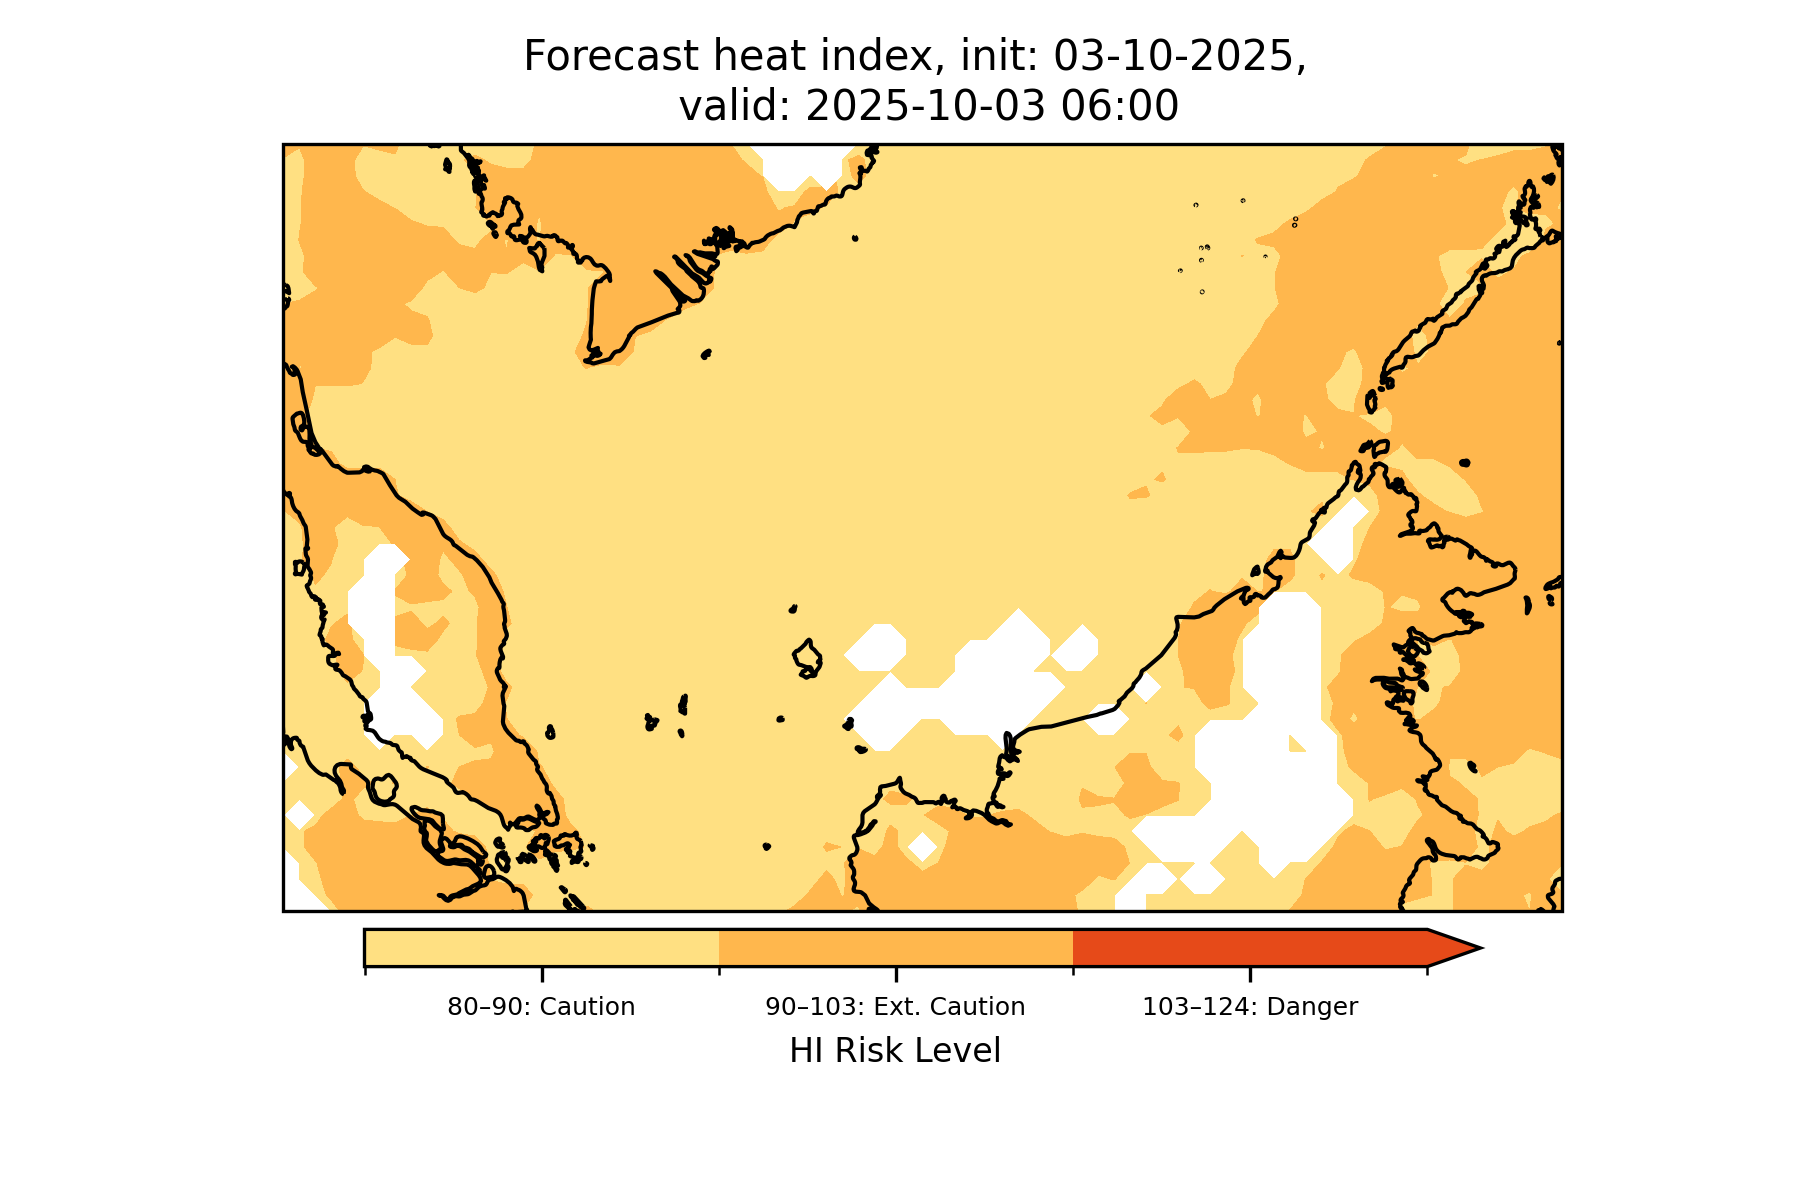 Forecast heat index, init: 03-10-2025,
valid: 2025-10-03 06:00
80–90: Caution
90–103: Ext. Caution
103–124: Danger
HI Risk Level